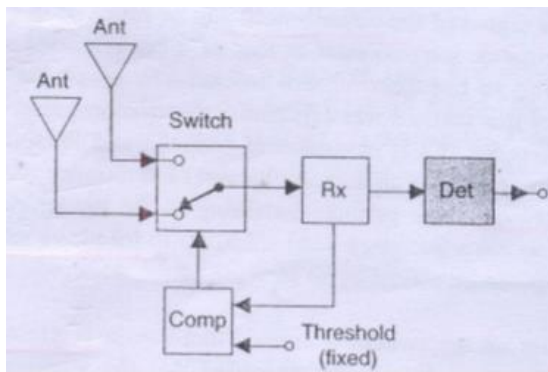 Ant
Ant
Switch
Rx
Det
Comp
Threshold
(fixed)